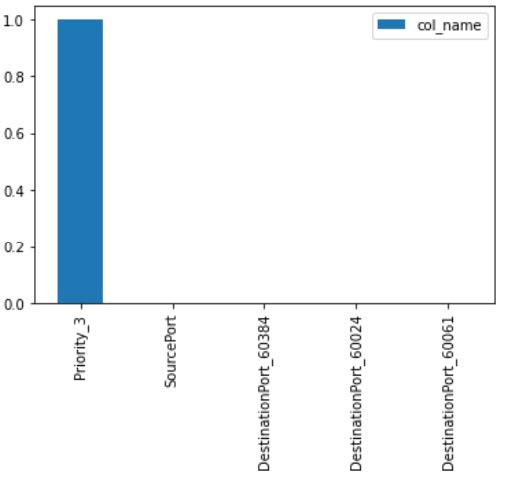 1.0
0.8
0.6
0.4
0.2
0.0
col_name
Priority_3
SourcePort
DestinationPort_60384
DestinationPort_60024
DestinationPort_60061